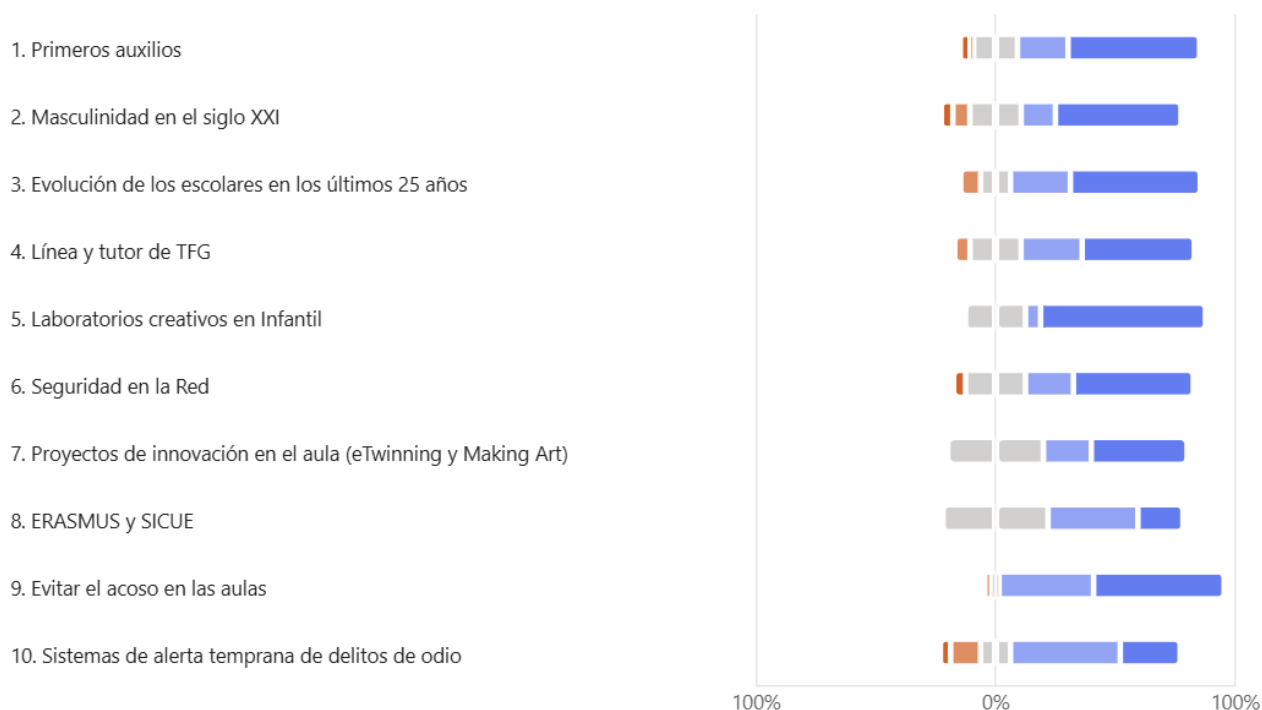 1. Primeros auxilios
2. Masculinidad en el siglo XXI
3. Evolución de los escolares en los últimos 25 años
4. Línea y tutor de TFG
5. Laboratorios creativos en Infantil
6. Seguridad en la Red
7. Proyectos de innovación en el aula (eTwinning y Making Art)
8. ERASMUS y SICUE
9. Evitar el acoso en las aulas
10. Sistemas de alerta temprana de delitos de odio
100% 0% 100%